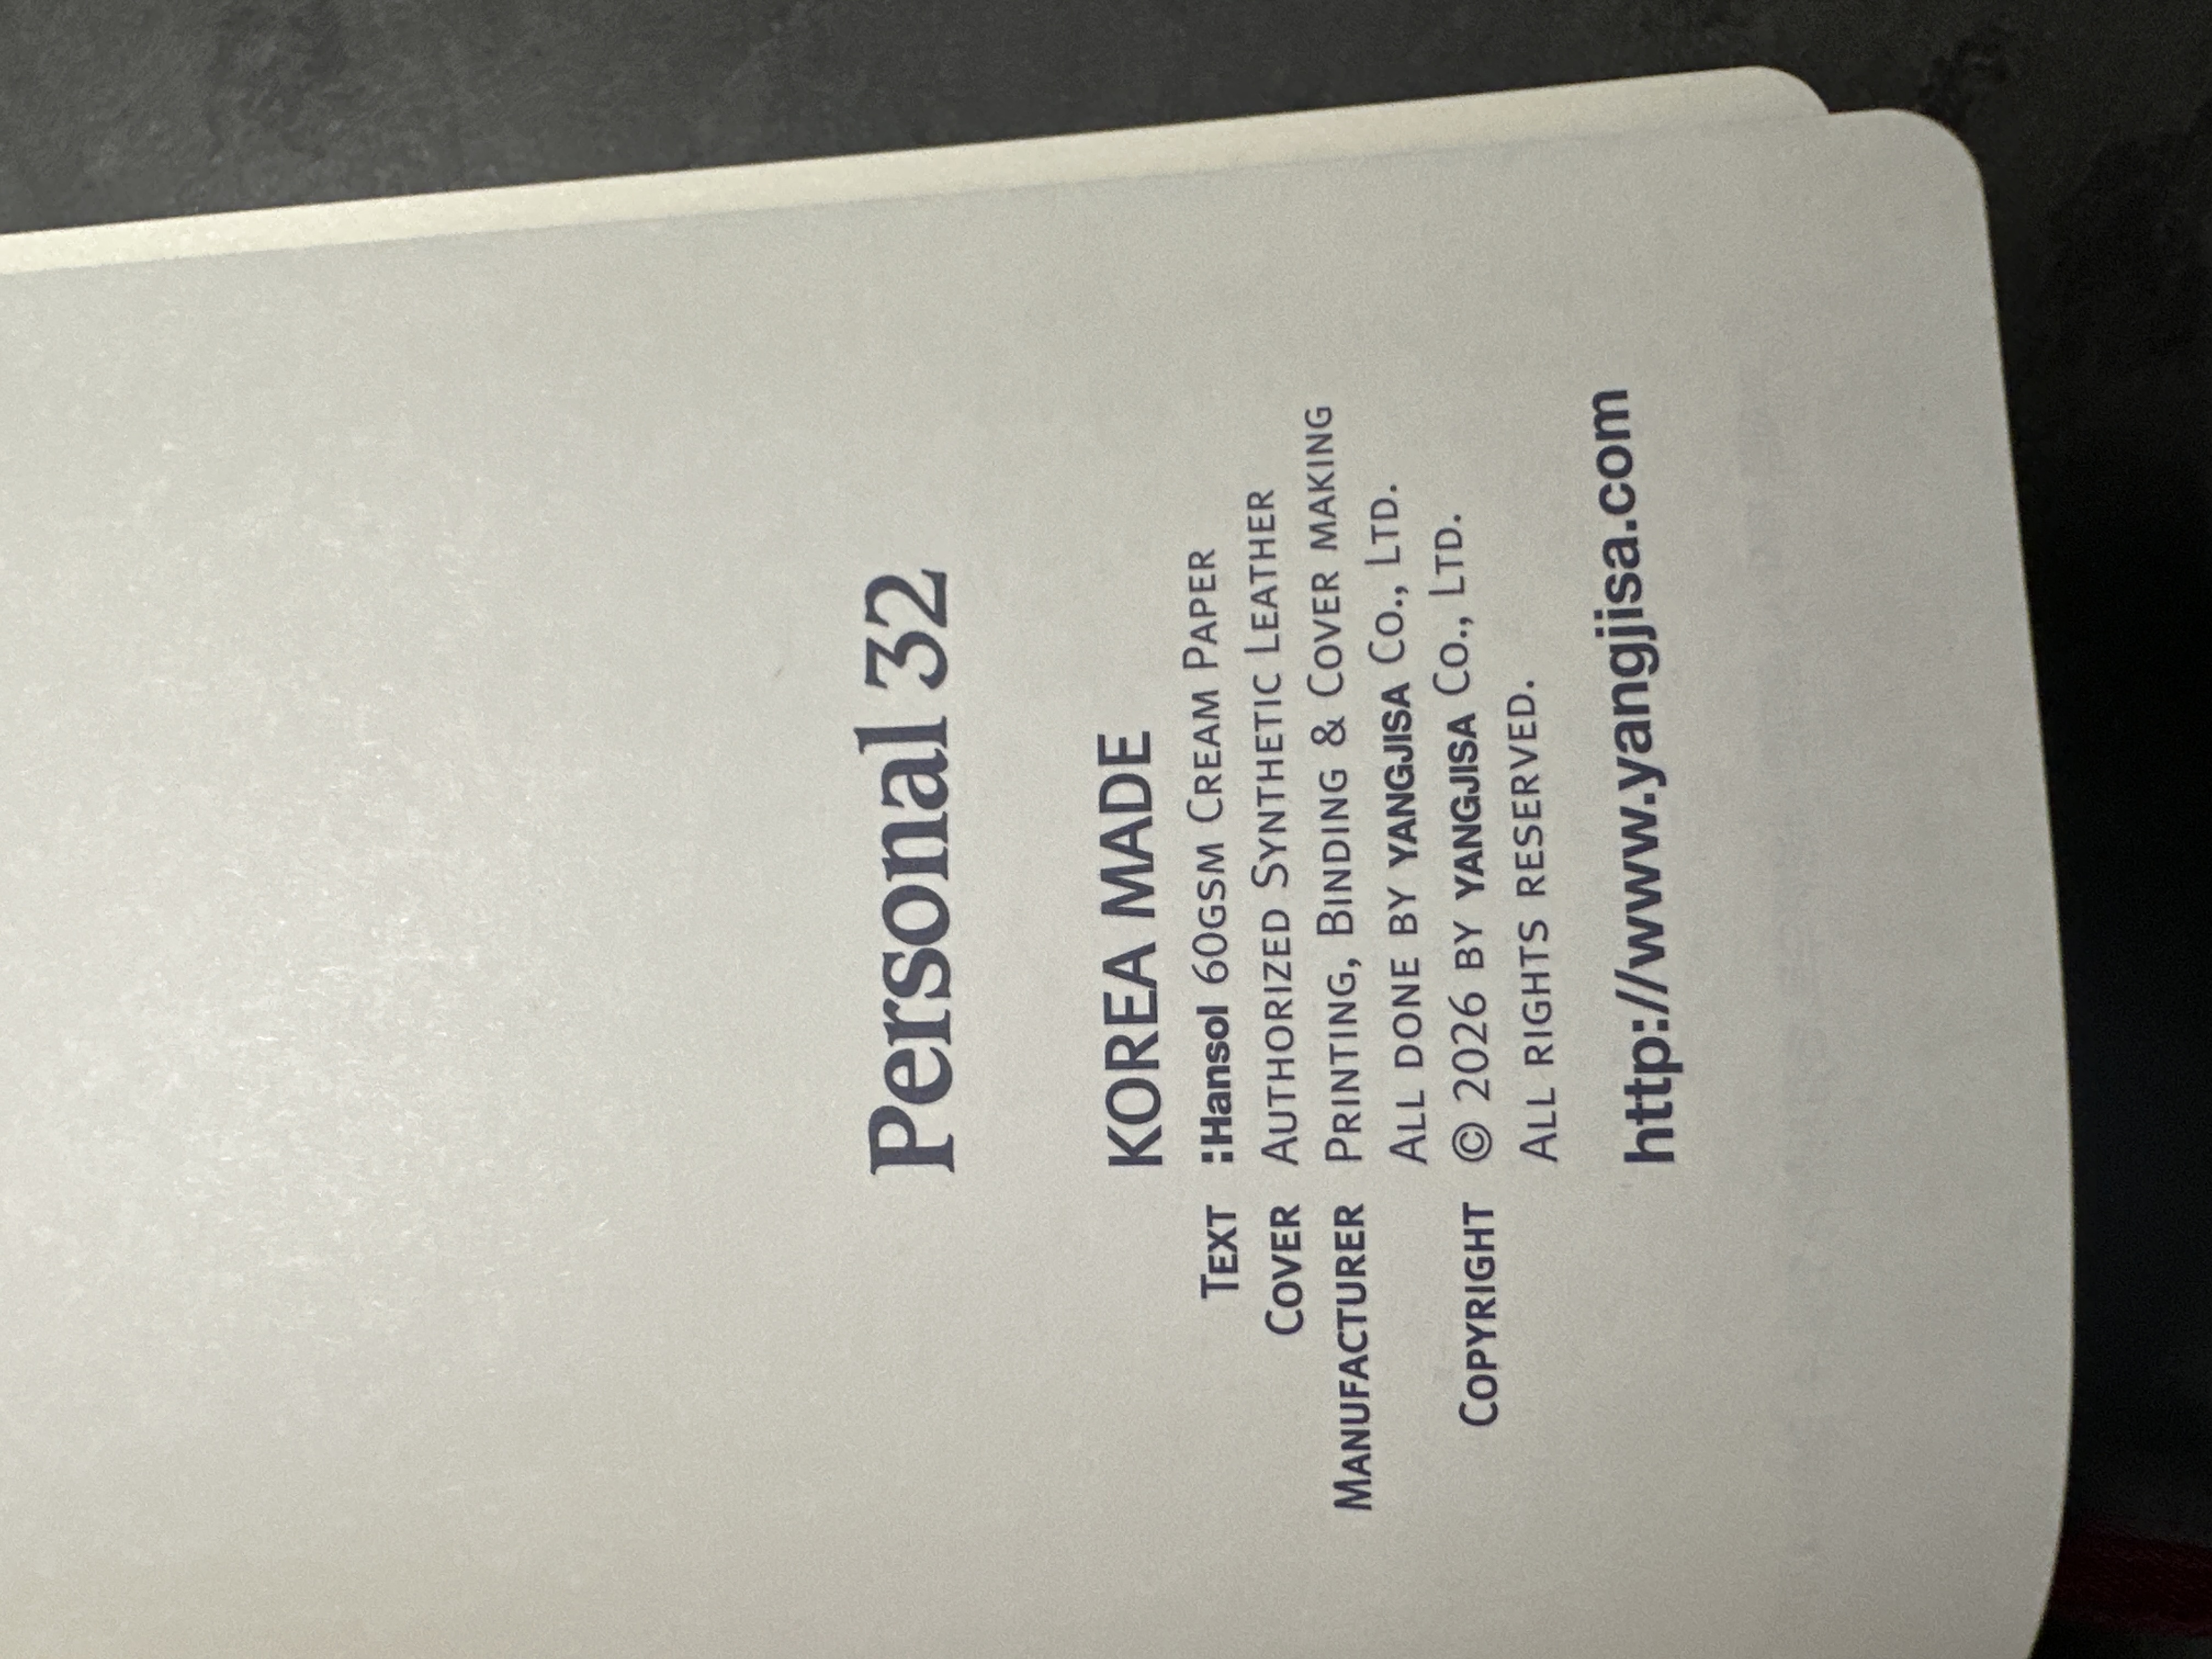 Personal 32
KOREA MADE
TEXT ::Hansol 60GSM CREAM PAPER
COVER AUTHORIZED SYNTHETIC LEATHER
MANUFACTURER PRINTING, BINDING & COVER MAKING
ALL DONE BY YANGJISA CO., LTD.
COPYRIGHT © 2026 BY YANGJISA CO., LTD.
ALL RIGHTS RESERVED.
http://www.yangjisa.com